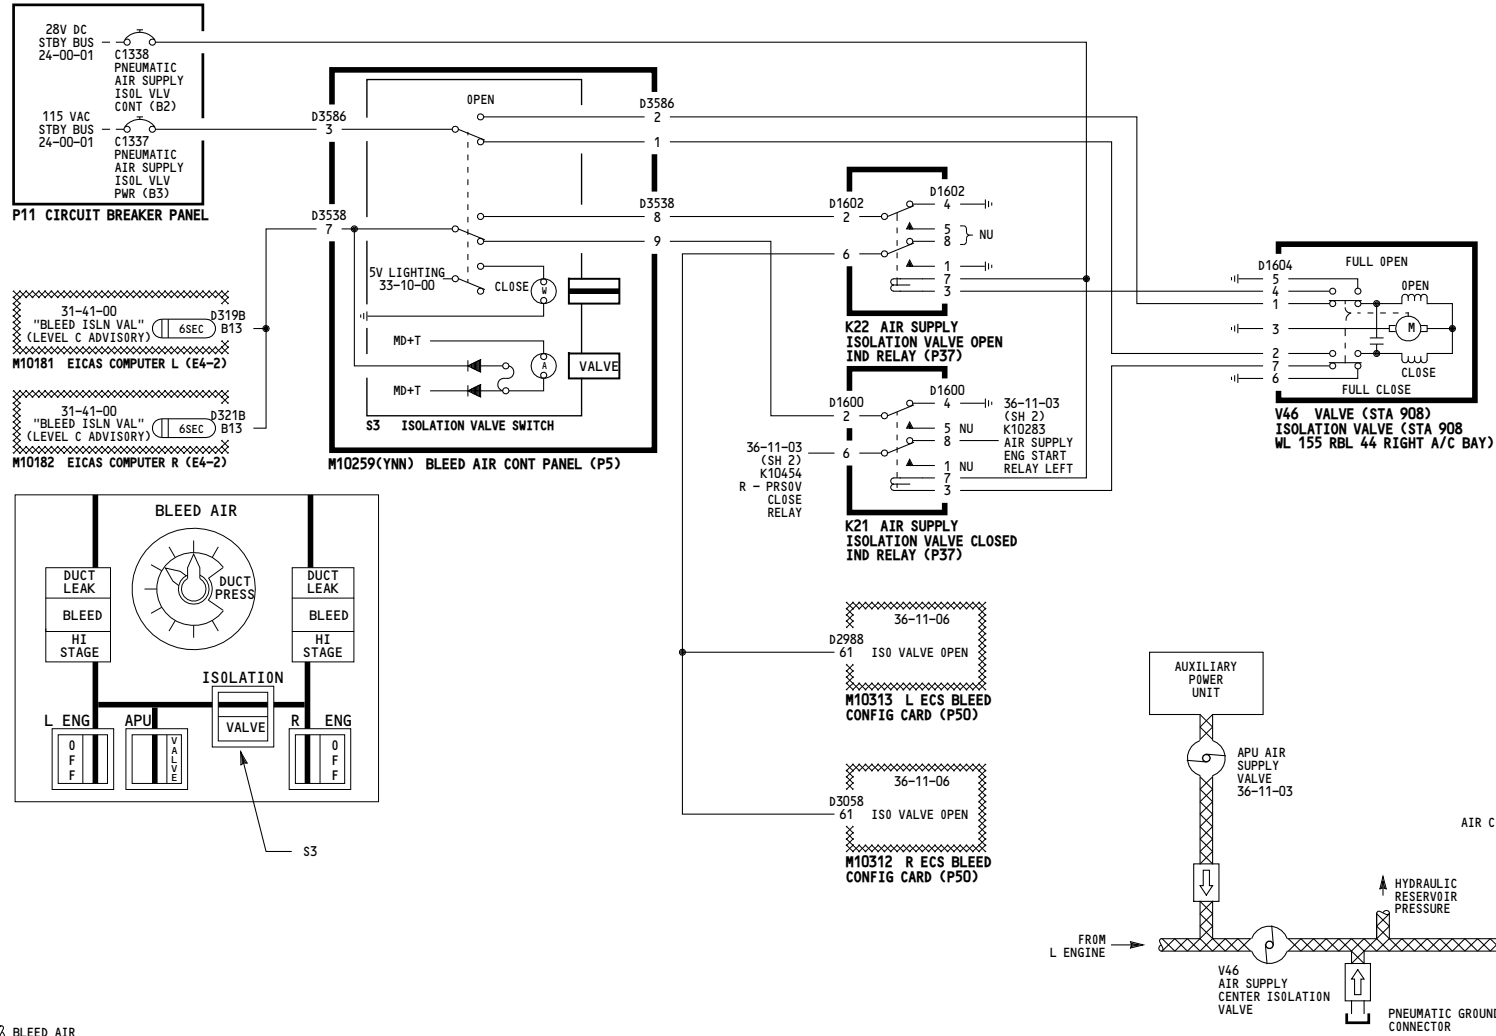 28V DC
STBY BUS
24-00-01
C1338
PNEUMATIC
AIR SUPPLY
ISOL VLV
CONT (B2)
115 VAC
STBY BUS
24-00-01
C1337
PNEUMATIC
AIR SUPPLY
ISOL VLV
PWR (B3)
P11 CIRCUIT BREAKER PANEL
31-41-00
"BLEED ISLN VAL"
(LEVEL C ADVISORY)
6SEC
D319B
B13
M10181 EICAS COMPUTER L (E4-2)
31-41-00
"BLEED ISLN VAL"
(LEVEL C ADVISORY)
6SEC
D321B
B13
M10182 EICAS COMPUTER R (E4-2)
D3586
3
D3538
7
OPEN
5V LIGHTING
33-10-00
CLOSE
W
MD+T
A
MD+T
VALVE
S3 ISOLATION VALVE SWITCH
D3586
2
1
D3538
8
9
M10259(YNN) BLEED AIR CONT PANEL (P5)
D1602
2
6
D1602
4
5
8
NU
1
7
3
K22 AIR SUPPLY
ISOLATION VALVE OPEN
IND RELAY (P37)
D1600
2
6
D1600
4
5 NU
8
1 NU
7
3
36-11-03
(SH 2)
K10283
AIR SUPPLY
ENG START
RELAY LEFT
36-11-03
(SH 2)
K10454
R - PRSOV
CLOSE
RELAY
K21 AIR SUPPLY
ISOLATION VALVE CLOSED
IND RELAY (P37)
D1604
5
4
1
3
2
7
6
FULL OPEN
OPEN
M
CLOSE
FULL CLOSE
V46 VALVE (STA 908)
ISOLATION VALVE (STA 908
WL 155 RBL 44 RIGHT A/C BAY)
BLEED AIR
DUCT
LEAK
BLEED
HI
STAGE
DUCT
PRESS
DUCT
LEAK
BLEED
HI
STAGE
ISOLATION
VALVE
L ENG
OFF
APU
VALVE
R ENG
OFF
S3
36-11-06
D2988
61
ISO VALVE OPEN
M10313 L ECS BLEED
CONFIG CARD (P50)
36-11-06
D3058
61
ISO VALVE OPEN
M10312 R ECS BLEED
CONFIG CARD (P50)
AUXILIARY
POWER
UNIT
APU AIR
SUPPLY
VALVE
36-11-03
AIR C
HYDRAULIC
RESERVOIR
PRESSURE
FROM
L ENGINE
V46
AIR SUPPLY
CENTER ISOLATION
VALVE
PNEUMATIC GROUND
CONNECTOR
BLEED AIR